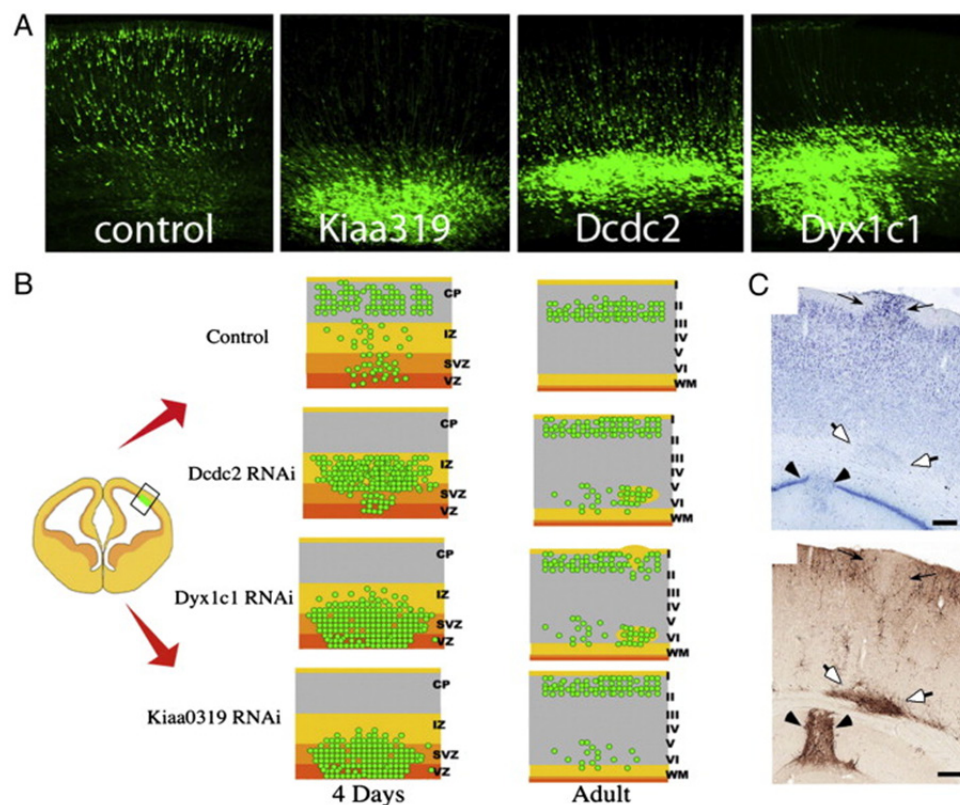 A
control
Kiaa319
Dcdc2
Dyx1c1
B
C
Control
CP
IZ
SVZ
VZ
I
II
III
IV
V
VI
WM
Dcdc2 RNAi
CP
IZ
SVZ
VZ
I
II
III
IV
V
VI
WM
Dyx1c1 RNAi
CP
IZ
SVZ
VZ
I
II
III
IV
V
VI
WM
Kiaa0319 RNAi
CP
IZ
SVZ
VZ
I
II
III
IV
V
VI
WM
4 Days
Adult